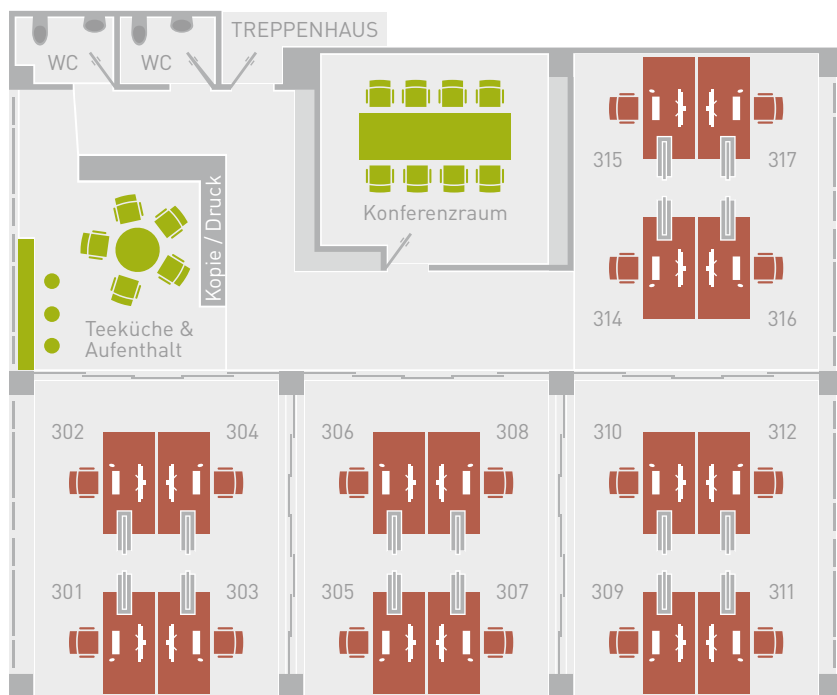 TREPPENHAUS
WC
WC
315
317
Konferenzraum
Kopie / Druck
314
316
Teeküche &
Aufenthalt
302
304
306
308
310
312
301
303
305
307
309
311